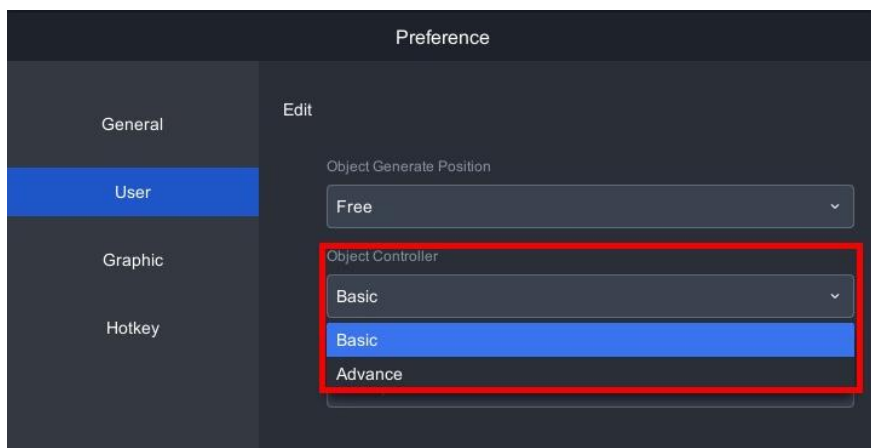 Preference
General
User
Graphic
Hotkey
Edit
Object Generate Position
Free
Object Controller
Basic
Basic
Advance